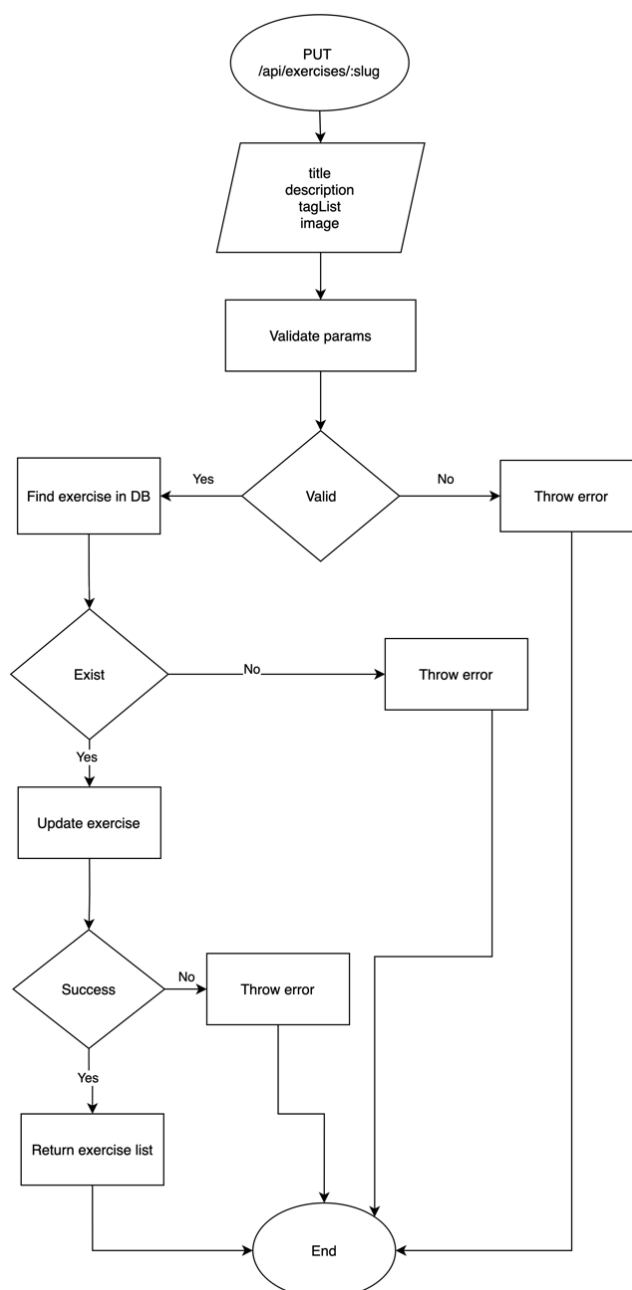 PUT
/api/exercises/:slug
title
description
tagList
image
Validate params
Valid
Yes
No
Find exercise in DB
Throw error
Exist
No
Throw error
Yes
Update exercise
Success
No
Throw error
Yes
Return exercise list
End